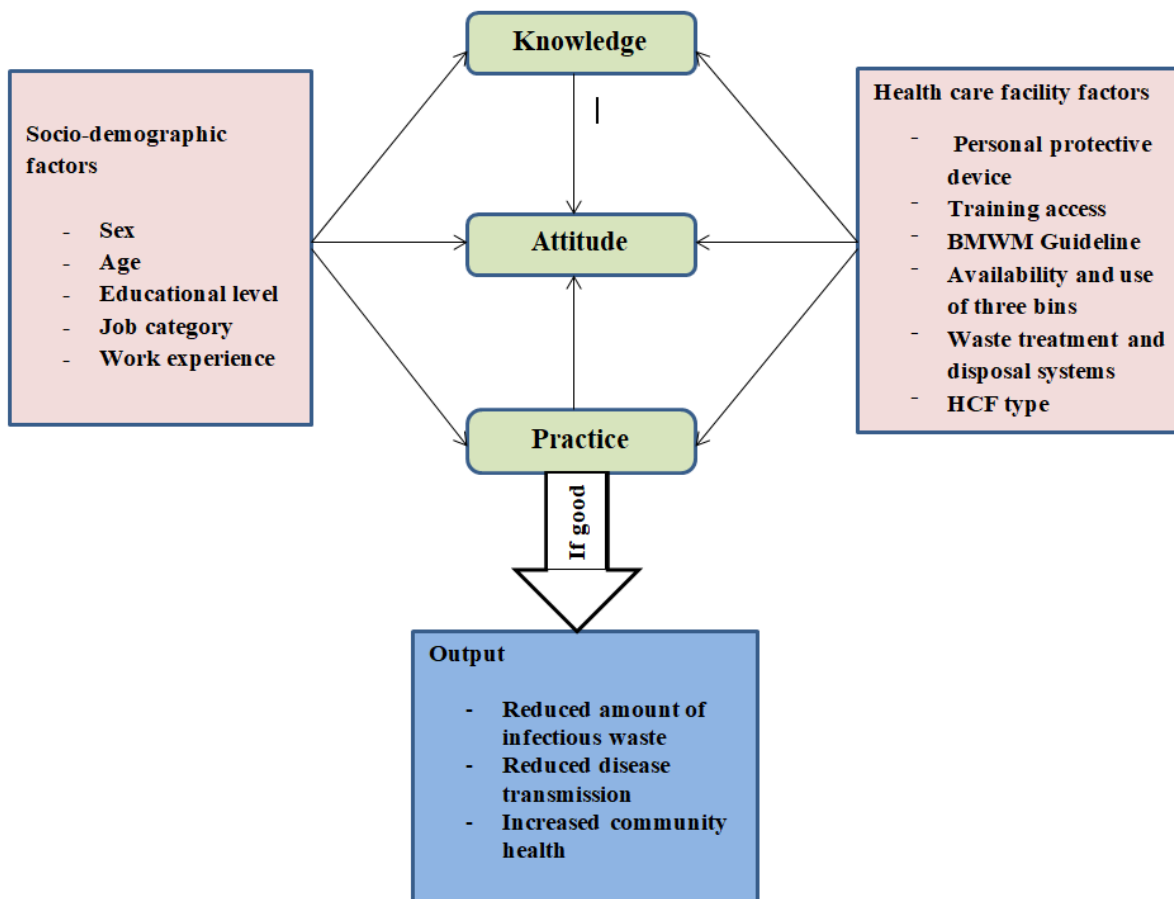 Knowledge
Socio-demographic
factors
- Sex
- Age
- Educational level
- Job category
- Work experience
Attitude
Health care facility factors
- Personal protective
device
- Training access
- BMWM Guideline
- Availability and use
of three bins
- Waste treatment and
disposal systems
- HCF type
Practice
If good
Output
- Reduced amount of
infectious waste
- Reduced disease
transmission
- Increased community
health